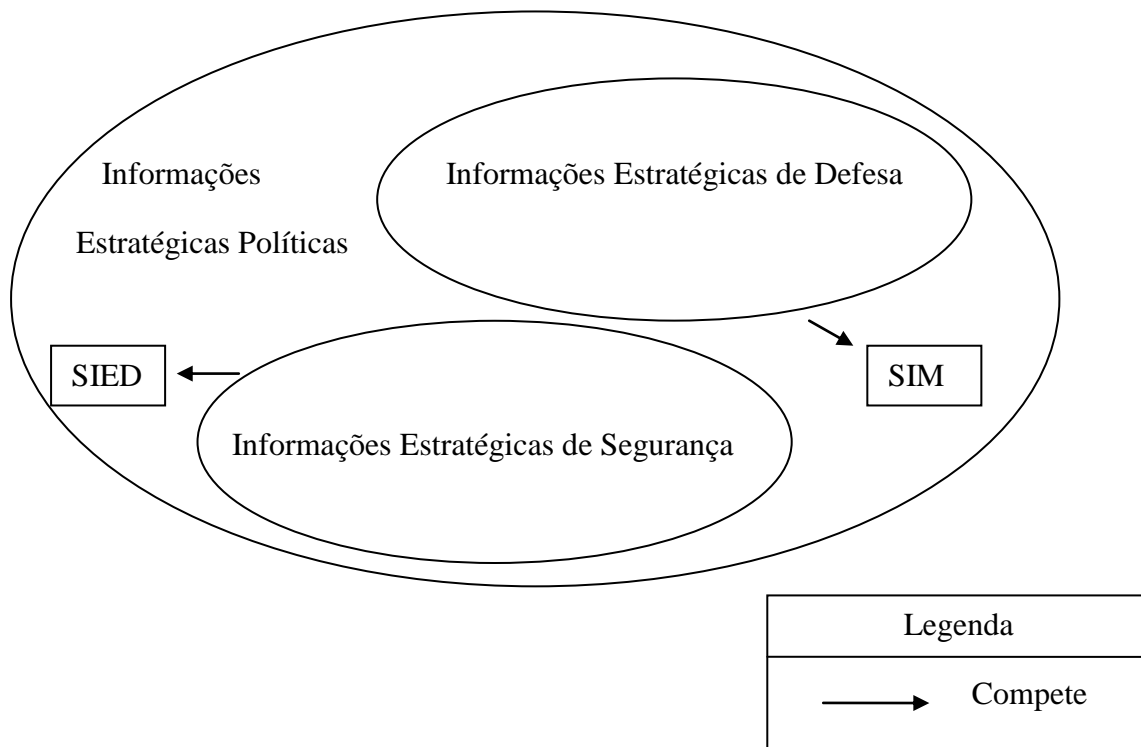 Informações
Estratégicas Políticas
Informações Estratégicas de Defesa
SIED
SIM
Informações Estratégicas de Segurança
Legenda
Compete